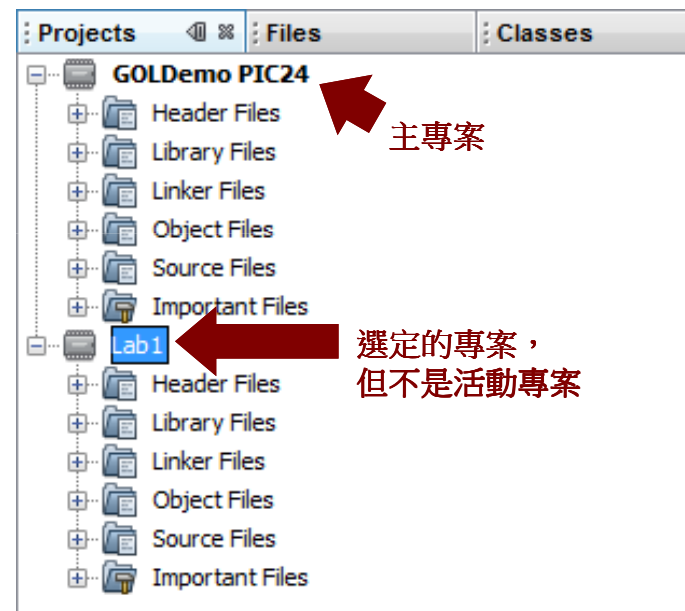 Projects Files Classes
GOLDemo PIC24
主專案
Header Files
Library Files
Linker Files
Object Files
Source Files
Important Files
Lab1
選定的專案，
但不是活動專案
Header Files
Library Files
Linker Files
Object Files
Source Files
Important Files